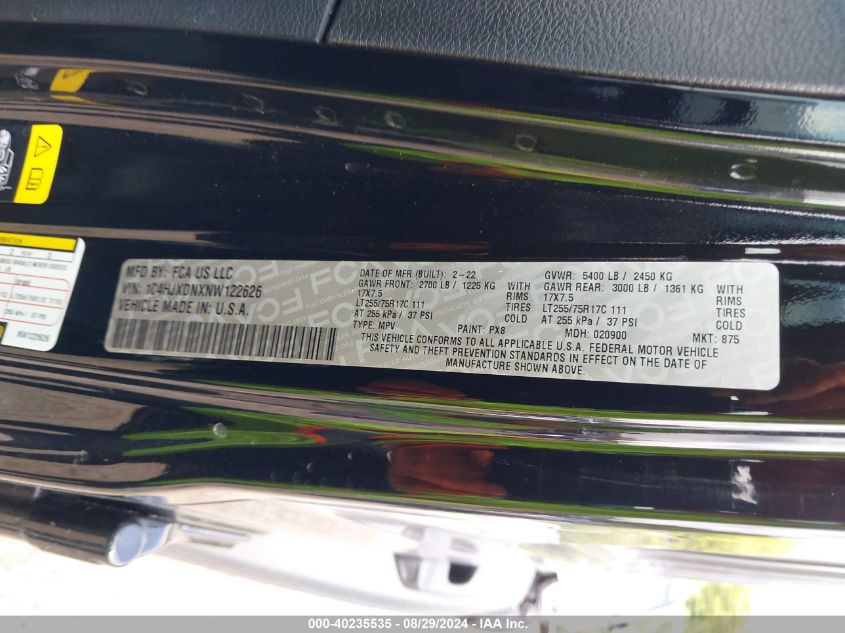 MFD BY: FCA US LLC
VIN: 1C4HJXDNXNW122626
VEHICLE MADE IN U.S.A.
DATE OF MFR (BUILT): 2-22 GVWR: 5400 LB / 2450 KG
GAWR FRONT: 2700 LB / 1225 KG WITH GAWR REAR: 3000 LB / 1361 KG WITH
17X7.5 RIMS 17X7.5 RIMS
LT255/75R17C 111 TIRES LT255/75R17C 111 TIRES
AT 255 kPa / 37 PSI COLD AT 255 kPa / 37 PSI COLD
TYPE: MPV PAINT: PX8 MDH: 020900 MKT: 875
THIS VEHICLE CONFORMS TO ALL APPLICABLE U.S.A. FEDERAL MOTOR VEHICLE
SAFETY AND THEFT PREVENTION STANDARDS IN EFFECT ON THE DATE OF
MANUFACTURE SHOWN ABOVE.
NW122626
000-40235535 - 08/29/2024 - IAA Inc.